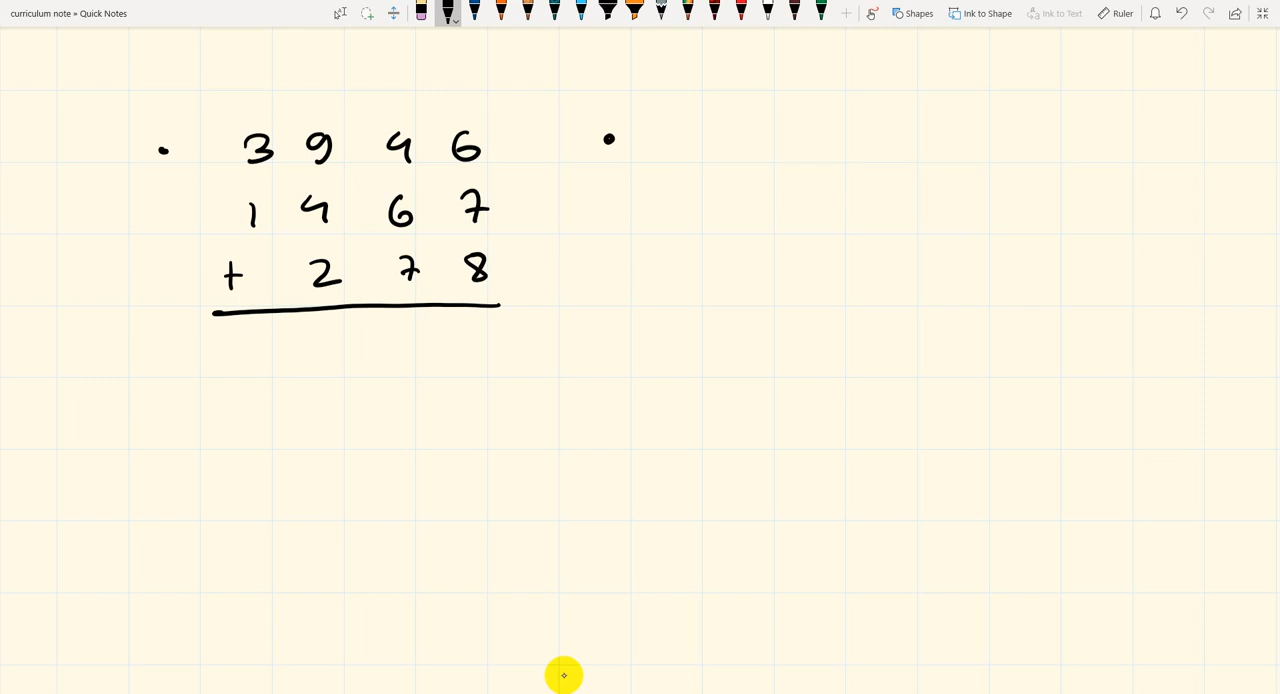 curriculum note » Quick Notes
Shapes
Ink to Shape
Ink to Text
Ruler
3 9 4 6
1 4 6 7
+ 2 7 8